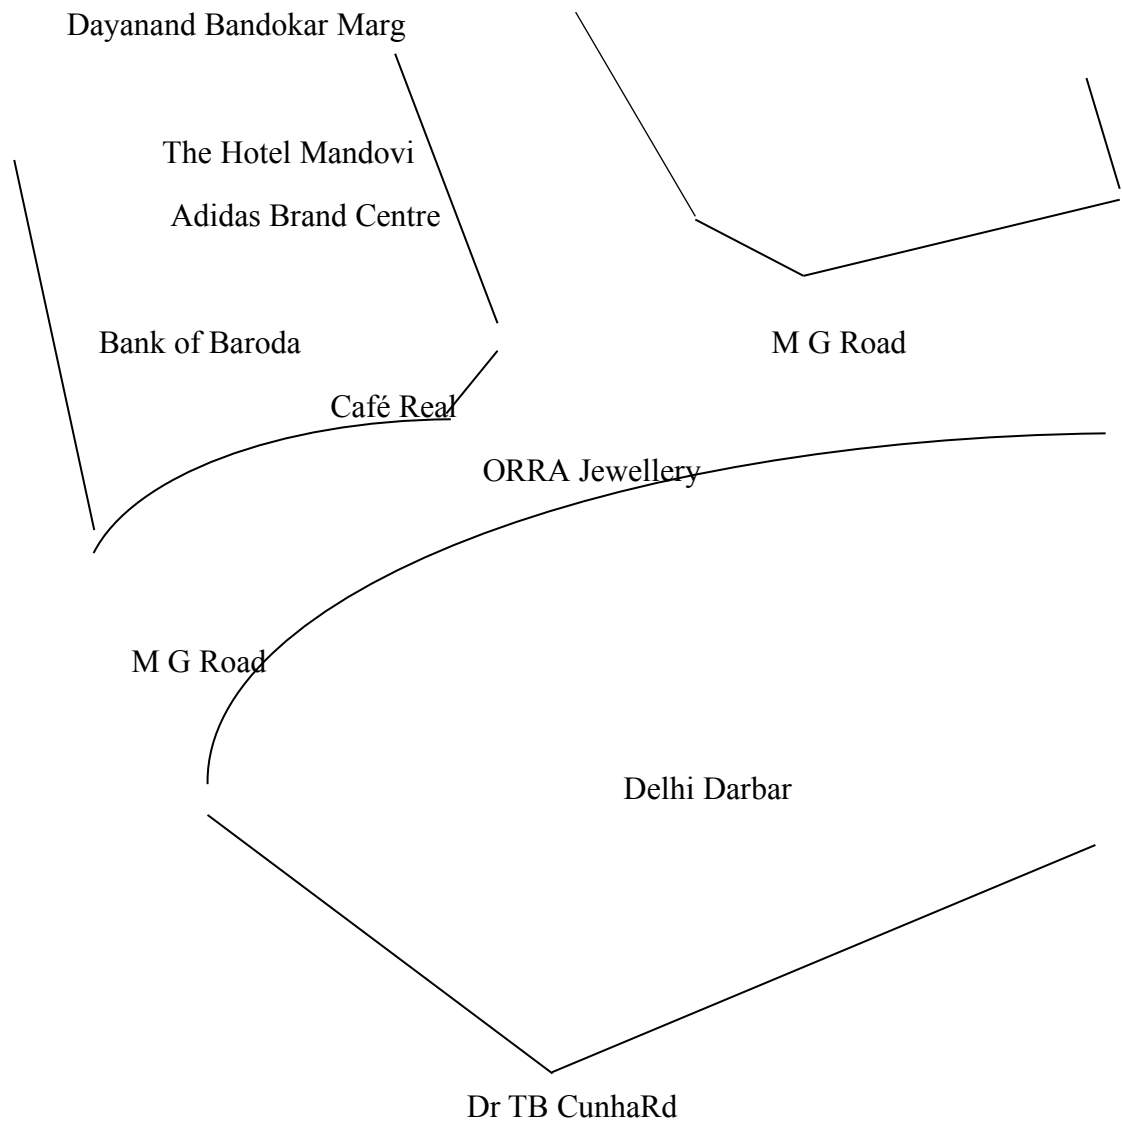 Dayanand Bandokar Marg
The Hotel Mandovi
Adidas Brand Centre
Bank of Baroda
M G Road
Café Real
ORRA Jewellery
M G Road
Delhi Darbar
Dr TB CunhaRd